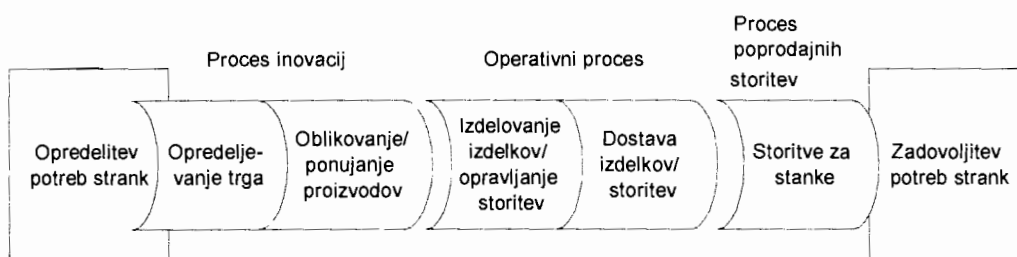 Proces inovacij
Operativni proces
Proces
poprodajnih
storitev
Opredelitev
potreb strank
Opredelje-
vanje trga
Oblikovanje/
ponujanje
proizvodov
Izdelovanje
izdelkov/
opravljanje
storitev
Dostava
izdelkov/
storitev
Storitve za
stanke
Zadovoljitev
potreb strank